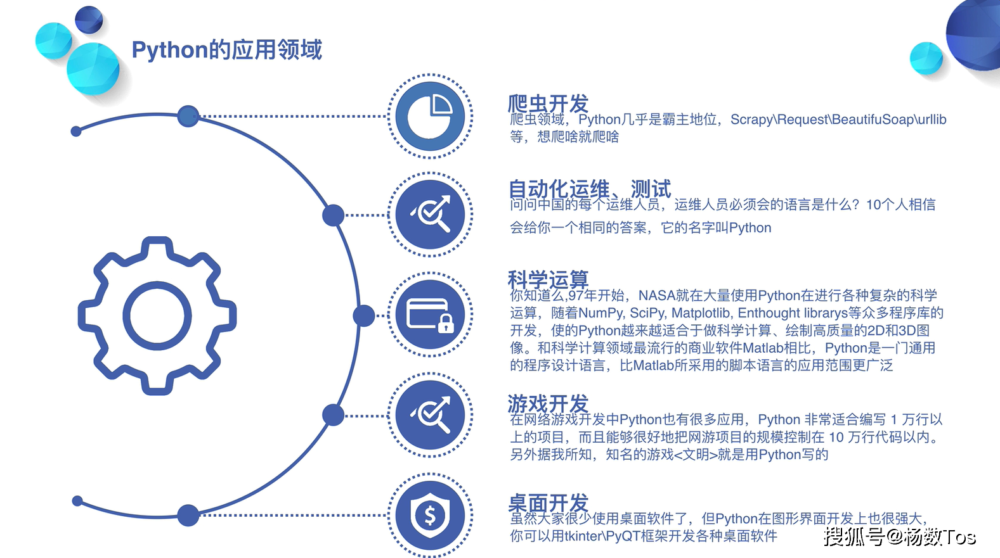 Python的应用领域
爬虫开发
爬虫领域，Python几乎是霸主地位，Scrapy\Request\BeautifuSoap\urllib
等，想爬啥就爬啥
自动化运维、测试
问问中国的每个运维人员，运维人员必须会的语言是什么？10个人相信
会给你一个相同的答案，它的名字叫Python
科学运算
你知道么,97年开始，NASA就在大量使用Python在进行各种复杂的科学
运算，随着NumPy, SciPy, Matplotlib, Enthought librarys等众多程序库的
开发，使的Python越来越适合于做科学计算、绘制高质量的2D和3D图
像。和科学计算领域最流行的商业软件Matlab相比，Python是一门通用
的程序设计语言，比Matlab所采用的脚本语言的应用范围更广泛
游戏开发
在网络游戏开发中Python也有很多应用，Python 非常适合编写 1 万行以
上的项目，而且能够很好地把网游项目的规模控制在 10 万行代码以内。
另外据我所知，知名的游戏<文明>就是用Python写的
桌面开发
虽然大家很少使用桌面软件了，但Python在图形界面开发上也很强大，
你可以用tkinter\PyQT框架开发各种桌面软件
$
搜狐号@杨数Tos